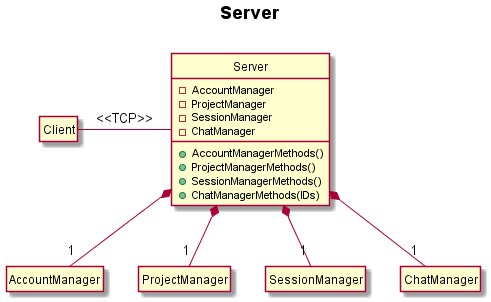 Server
Server
AccountManager
ProjectManager
SessionManager
ChatManager
<<TCP>>
Client
AccountManagerMethods()
ProjectManagerMethods()
SessionManagerMethods()
ChatManagerMethods(IDs)
1
1
1
1
AccountManager
ProjectManager
SessionManager
ChatManager